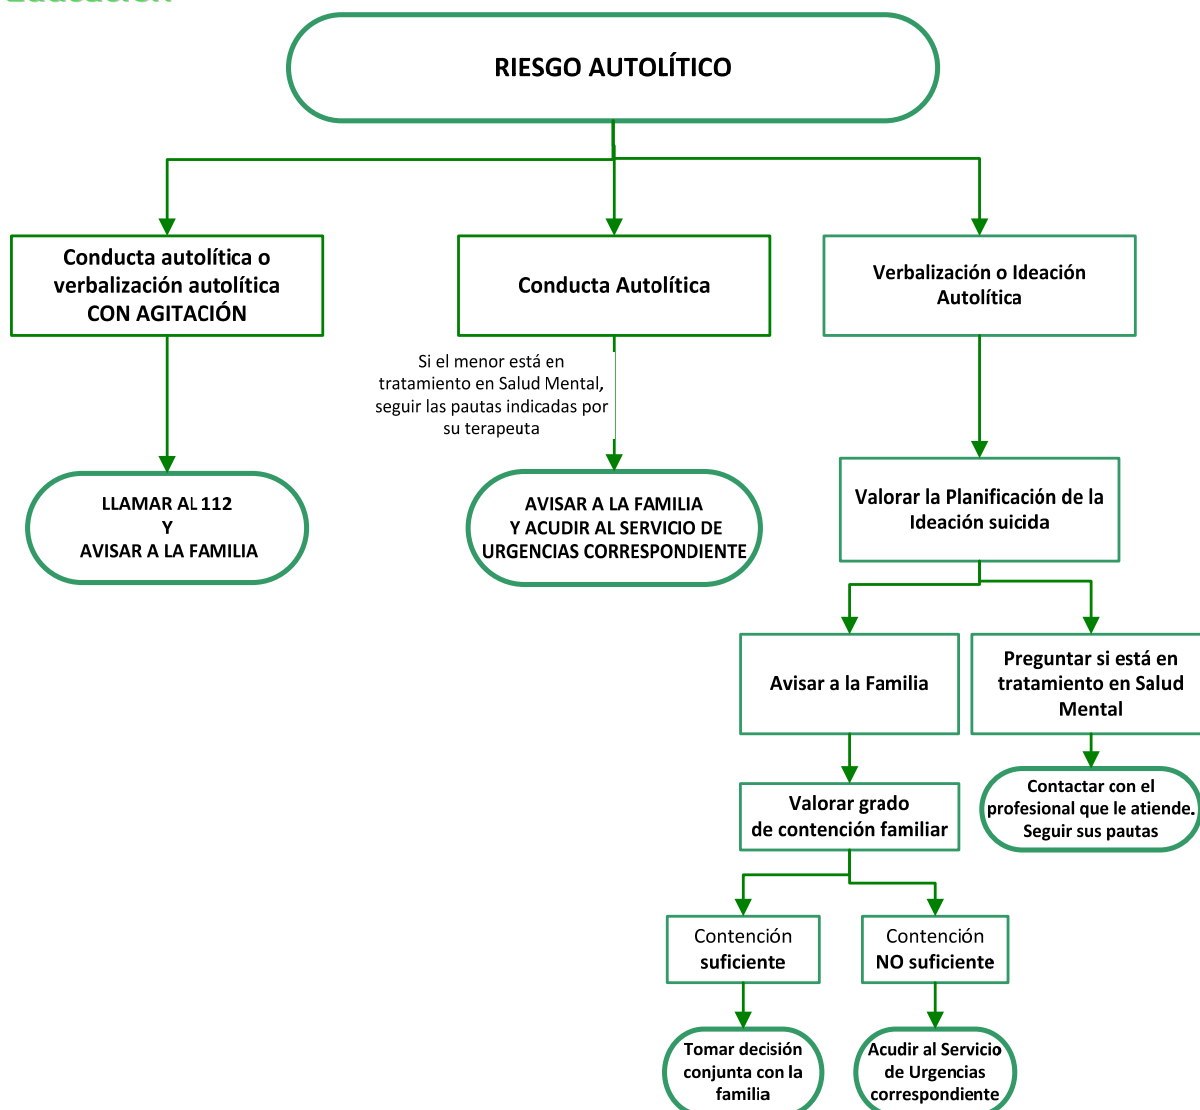 Educación
RIESGO AUTOLÍTICO
Conducta autolítica o
verbalización autolítica
CON AGITACIÓN
Conducta Autolítica
Verbalización o Ideación
Autolítica
Si el menor está en
tratamiento en Salud Mental,
seguir las pautas indicadas por
su terapeuta
LLAMAR AL 112
Y
AVISAR A LA FAMILIA
AVISAR A LA FAMILIA
Y ACUDIR AL SERVICIO DE
URGENCIAS CORRESPONDIENTE
Valorar la Planificación de la
Ideación suicida
Avisar a la Familia
Preguntar si está en
tratamiento en Salud
Mental
Valorar grado
de contención familiar
Contactar con el
profesional que le atiende.
Seguir sus pautas
Contención
suficiente
Contención
NO suficiente
Tomar decisión
conjunta con la
familia
Acudir al Servicio
de Urgencias
correspondiente